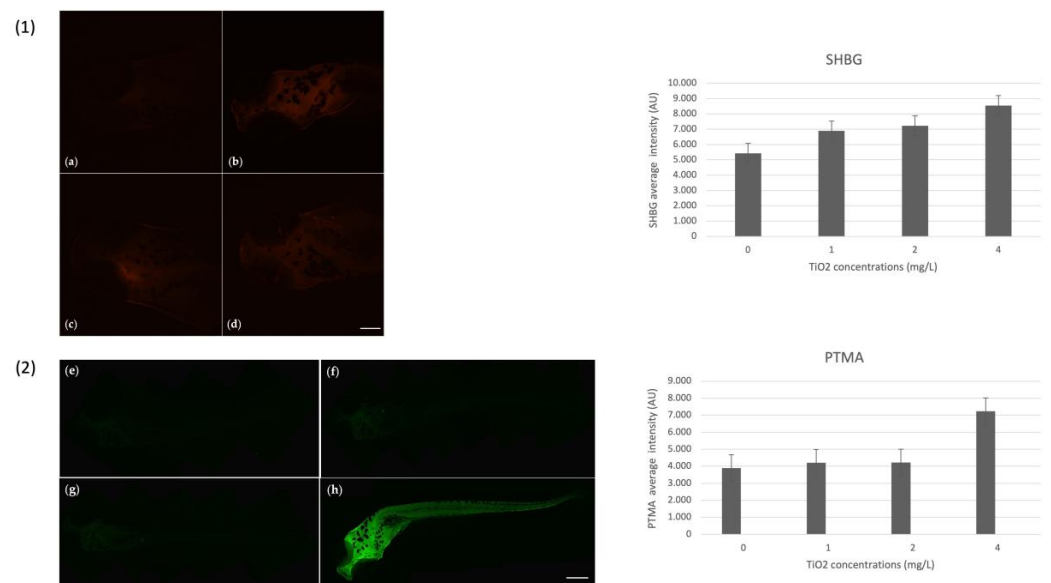 (1)
(a)
(b)
(c)
(d)
SHBG
SHBG average intensity (AU)
10.000
9.000
8.000
7.000
6.000
5.000
4.000
3.000
2.000
1.000
0
0 1 2 4
TiO2 concentrations (mg/L)
(2)
(e)
(f)
(g)
(h)
PTMA
PTMA average intensity (AU)
9.000
8.000
7.000
6.000
5.000
4.000
3.000
2.000
1.000
0.000
0 1 2 4
TiO2 concentrations (mg/L)